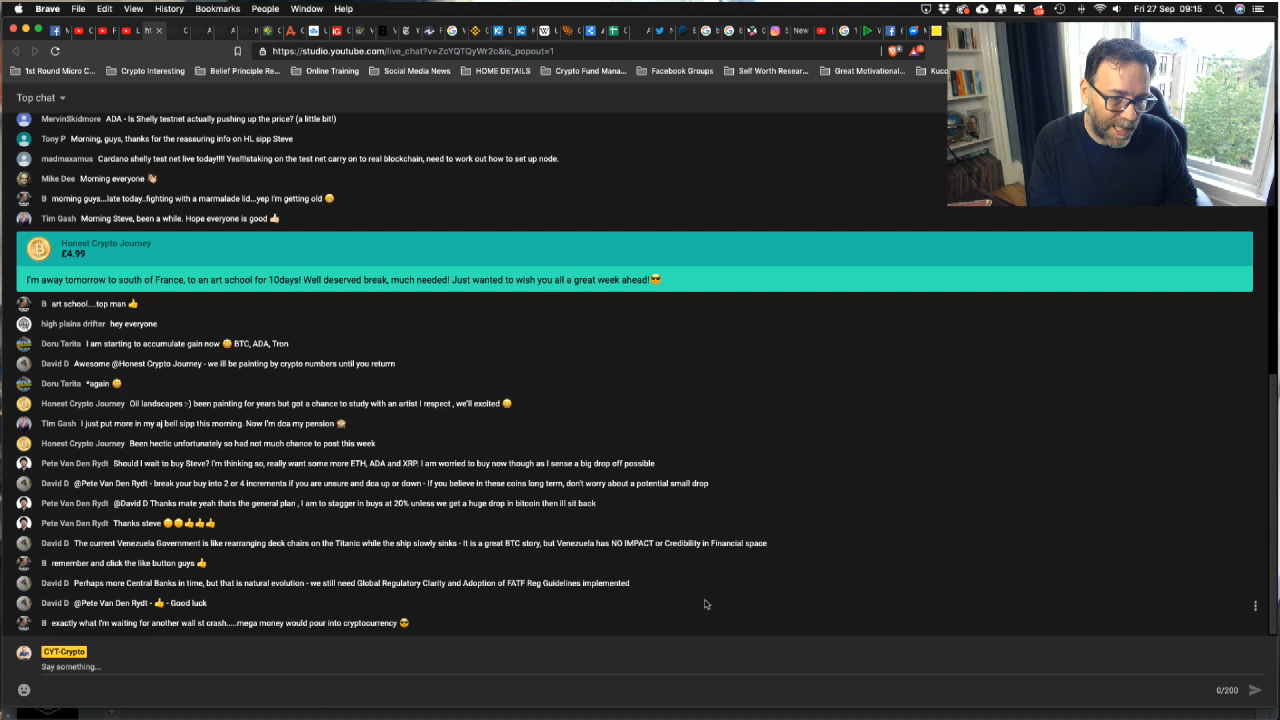 Brave File Edit View History Bookmarks People Window Help
Fri 27 Sep 09:15
https://studio.youtube.com/live_chat?v=ZcYQTQyWr2c&is_popout=1
1st Round Micro C... Crypto Interesting Belief Principle Re... Online Training Social Media News HOME DETAILS Crypto Fund Mana... Facebook Groups Self Worth Resear... Great Motivational... Kucc
Top chat
MervinSkidmore ADA - Is Shelly testnet actually pushing up the price? (a little bit!)
Tony P Morning, guys, thanks for the reassuring info on HL sipp Steve
madmaxamus Cardano shelly test net live today!!!! Yes!!!staking on the test net carry on to real blockchain, need to work out how to set up node.
Mike Dee Morning everyone 👋🏼
B morning guys...late today..fighting with a marmalade lid...yep I'm getting old 😄
Tim Gash Morning Steve, been a while. Hope everyone is good 👍🏻
Honest Crypto Journey
£4.99
I'm away tomorrow to south of France, to an art school for 10days! Well deserved break, much needed! Just wanted to wish you all a great week ahead!😎
B art school....top man 👍
high plains drifter hey everyone
Doru Tarita I am starting to accumulate gain now 😀 BTC, ADA, Tron
David D Awesome @Honest Crypto Journey - we ill be painting by crypto numbers until you returrn
Doru Tarita *again 😀
Honest Crypto Journey Oil landscapes :-) been painting for years but got a chance to study with an artist I respect , we'll excited 😄
Tim Gash I just put more in my aj bell sipp this morning. Now I'm dca my pension 🙈
Honest Crypto Journey Been hectic unfortunately so had not much chance to post this week
Pete Van Den Rydt Should I wait to buy Steve? I'm thinking so, really want some more ETH, ADA and XRP. I am worried to buy now though as I sense a big drop off possible
David D @Pete Van Den Rydt - break your buy into 2 or 4 increments if you are unsure and dca up or down - If you believe in these coins long term, don't worry about a potential small drop
Pete Van Den Rydt @David D Thanks mate yeah thats the general plan , I am to stagger in buys at 20% unless we get a huge drop in bitcoin then ill sit back
Pete Van Den Rydt Thanks steve 😊😊👍👍👍
David D The current Venezuela Government is like rearranging deck chairs on the Titanic while the ship slowly sinks - It is a great BTC story, but Venezuela has NO IMPACT or Credibility in Financial space
B remember and click the like button guys 👍
David D Perhaps more Central Banks in time, but that is natural evolution - we still need Global Regulatory Clarity and Adoption of FATF Reg Guidelines implemented
David D @Pete Van Den Rydt - 👍 - Good luck
B exactly what I'm waiting for another wall st crash.....mega money would pour into cryptocurrency 😎
CYT-Crypto
Say something...
0/200